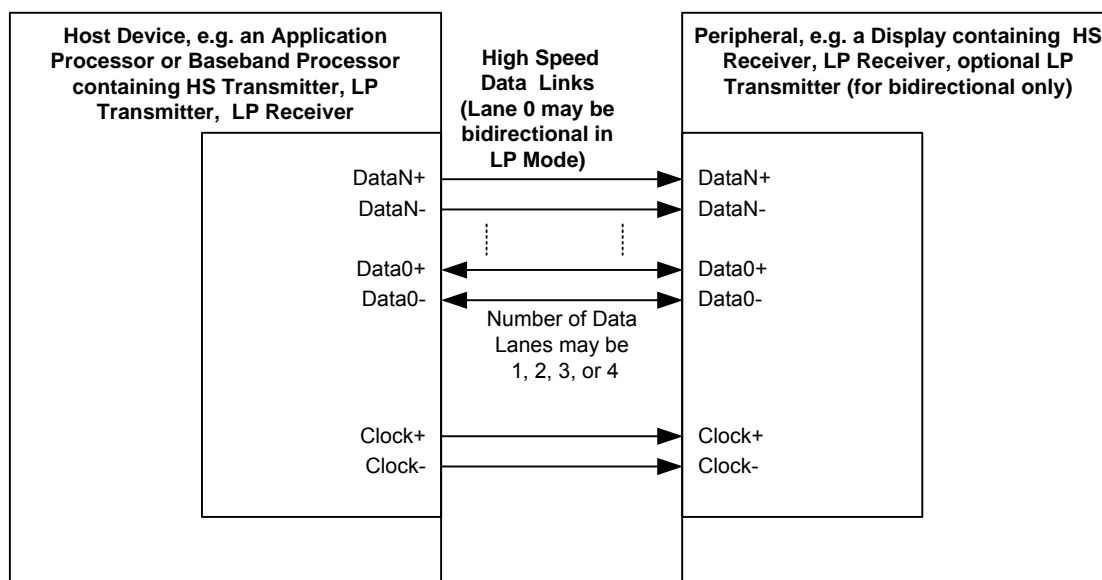 Host Device, e.g. an Application
Processor or Baseband Processor
containing HS Transmitter, LP
Transmitter, LP Receiver
High Speed
Data Links
(Lane 0 may be
bidirectional in
LP Mode)
Peripheral, e.g. a Display containing HS
Receiver, LP Receiver, optional LP
Transmitter (for bidirectional only)
DataN+
DataN-
Data0+
Data0-
Number of Data
Lanes may be
1, 2, 3, or 4
Clock+
Clock-
DataN+
DataN-
Data0+
Data0-
Clock+
Clock-